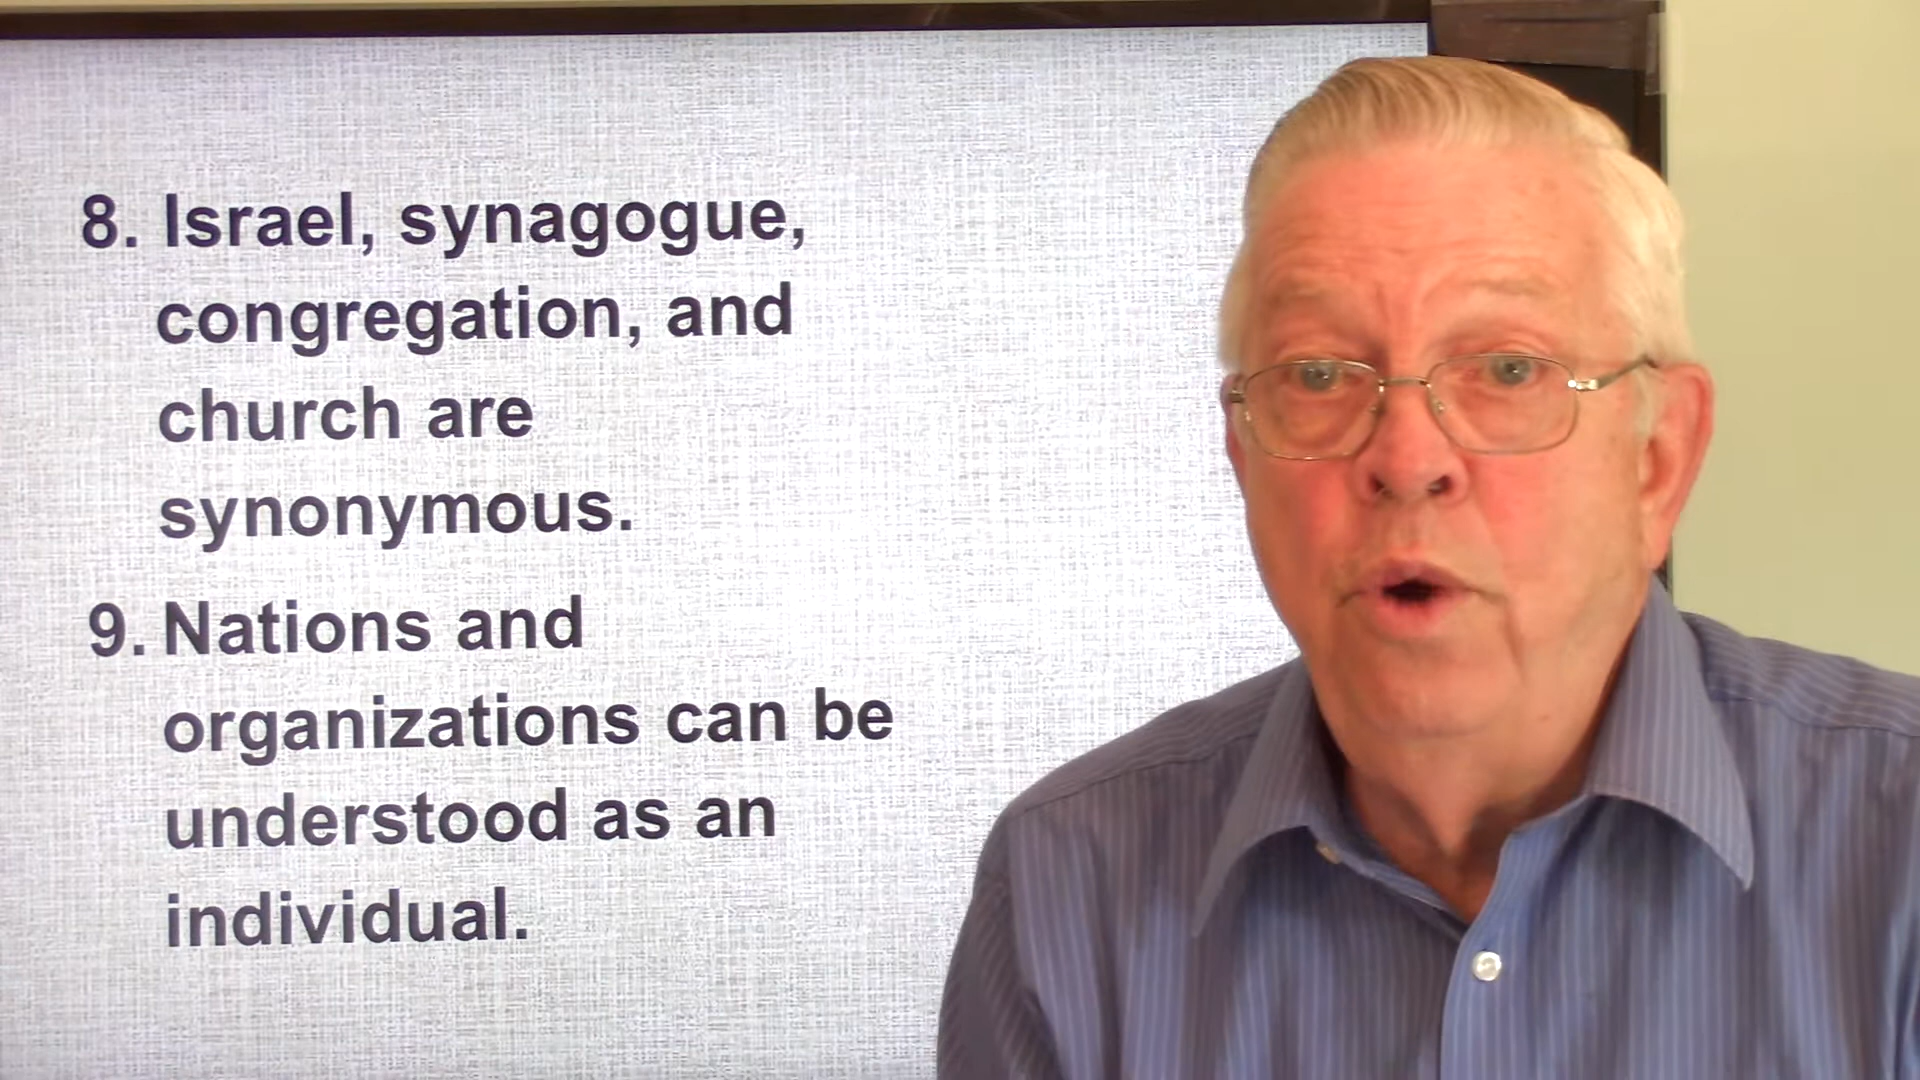 8. Israel, synagogue,
congregation, and
church are
synonymous.
9. Nations and
organizations can be
understood as an
individual.